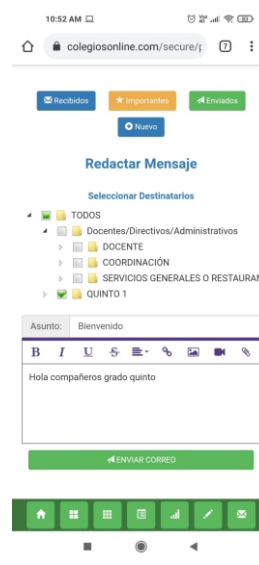 10:52 AM
colegiosonline.com/secure/p
7
Recibidos
Importantes
Enviados
Nuevo
Redactar Mensaje
Seleccionar Destinatarios
TODOS
Docentes/Directivos/Administrativos
DOCENTE
COORDINACIÓN
SERVICIOS GENERALES O RESTAURAN
QUINTO 1
Asunto: Bienvenido
B I U S
Hola compañeros grado quinto
ENVIAR CORREO